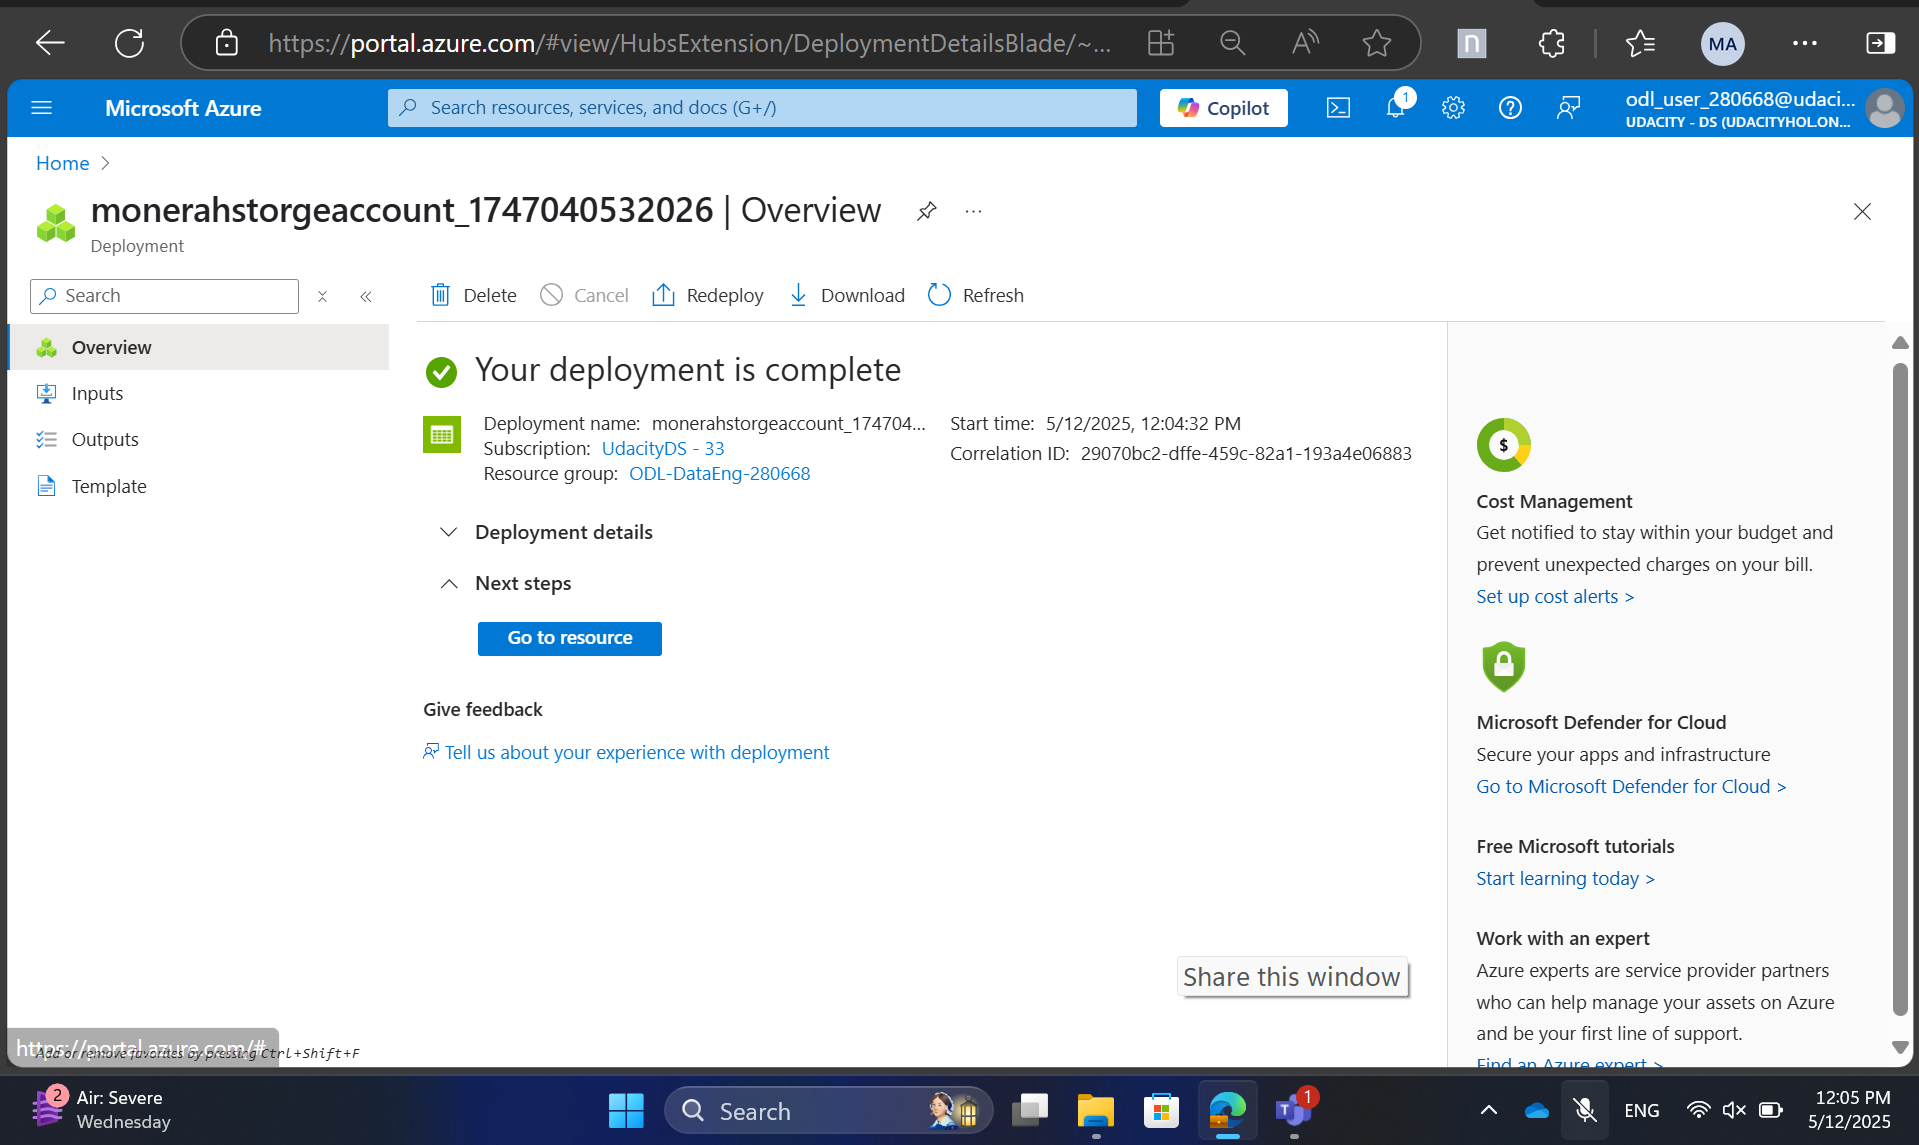 https://portal.azure.com/#view/HubsExtension/DeploymentDetailsBlade/~...
MA
Microsoft Azure
Search resources, services, and docs (G+/)
Copilot
1
odl_user_280668@udaci...
UDACITY - DS (UDACITYHOL.ON...
Home
monerahstorgeaccount_1747040532026 | Overview
Deployment
Search
Delete
Cancel
Redeploy
Download
Refresh
Overview
Inputs
Outputs
Template
Your deployment is complete
Deployment name: monerahstorgeaccount_174704...
Subscription: UdacityDS - 33
Resource group: ODL-DataEng-280668
Start time: 5/12/2025, 12:04:32 PM
Correlation ID: 29070bc2-dffe-459c-82a1-193a4e06883
Deployment details
Next steps
Go to resource
Give feedback
Tell us about your experience with deployment
$
Cost Management
Get notified to stay within your budget and
prevent unexpected charges on your bill.
Set up cost alerts >
Microsoft Defender for Cloud
Secure your apps and infrastructure
Go to Microsoft Defender for Cloud >
Free Microsoft tutorials
Start learning today >
Work with an expert
Azure experts are service provider partners
who can help manage your assets on Azure
and be your first line of support.
Find an Azure expert >
Share this window
https://portal.azure.com/#
Add or remove favorites by pressing Ctrl+Shift+F
2
Air: Severe
Wednesday
Search
1
ENG
12:05 PM
5/12/2025